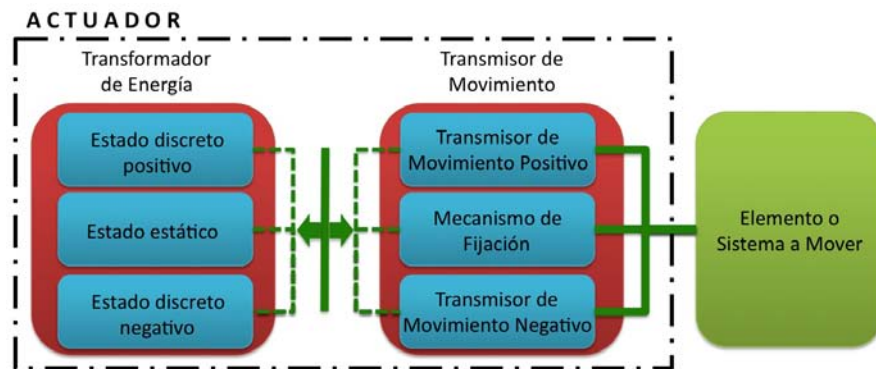 ACTUADOR
Transformador
de Energía
Estado discreto
positivo
Estado estático
Estado discreto
negativo
Transmisor de
Movimiento
Transmisor de
Movimiento Positivo
Mecanismo de
Fijación
Transmisor de
Movimiento Negativo
Elemento o
Sistema a Mover